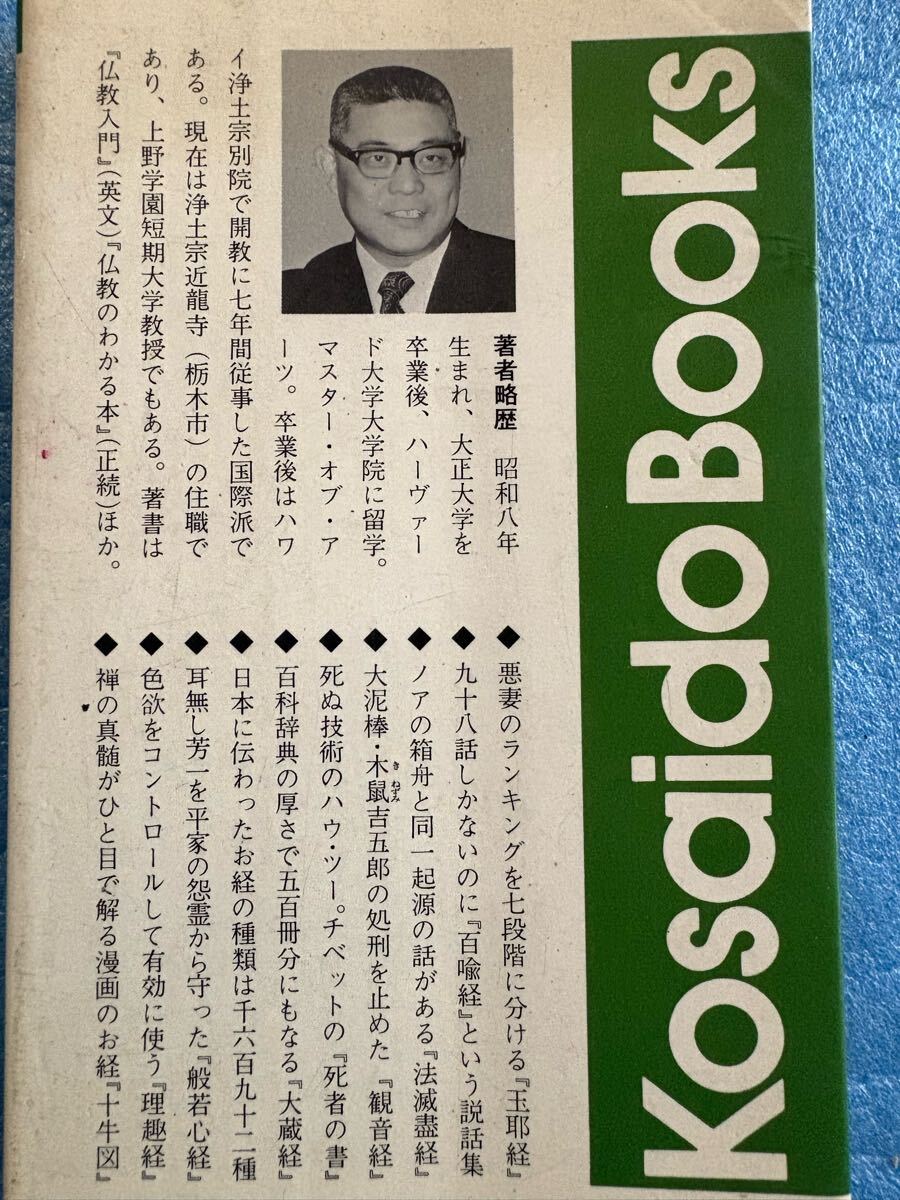 Kosaido Books
著者略歴 昭和八年
生まれ、大正大学を
卒業後、ハーヴァー
ド大学大学院に留学。
マスター・オブ・ア
ーツ。卒業後はハワ
イ浄土宗別院で開教に七年間従事した国際派で
ある。現在は浄土宗近龍寺（栃木市）の住職で
あり、上野学園短期大学教授でもある。著書は
『仏教入門』（英文）『仏教のわかる本』（正続）ほか。
◆悪妻のランキングを七段階に分ける『玉耶経』
◆九十八話しかないのに『百喩経』という説話集
◆ノアの箱舟と同一起源の話がある『法滅盡経』
◆大泥棒・木鼠吉五郎の処刑を止めた『観音経』
き ねずみ
◆死ぬ技術のハウ・ツー。チベットの『死者の書』
◆百科辞典の厚さで五百冊分にもなる『大蔵経』
◆日本に伝わったお経の種類は千六百九十二種
◆耳無し芳一を平家の怨霊から守った『般若心経』
◆色欲をコントロールして有効に使う『理趣経』
◆禅の真髄がひと目で解る漫画のお経『十牛図』